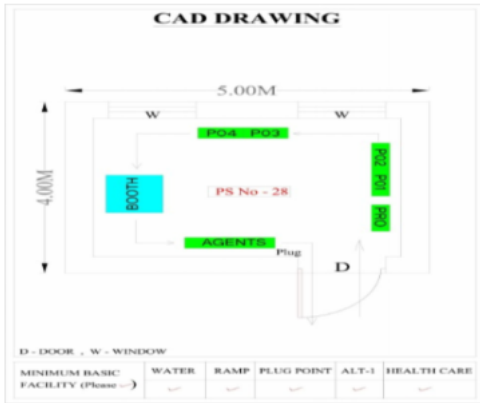 CAD DRAWING
5.00M
W
W
4.00M
PO4 PO3
PO2 PO1
BOOTH
PS No - 28
PRO
AGENTS
Plug
D
D - DOOR , W - WINDOW
MINIMUM BASIC FACILITY (Please ✓) WATER RAMP PLUG POINT ALT-1 HEALTH CARE
✓ ✓ ✓ ✓ ✓